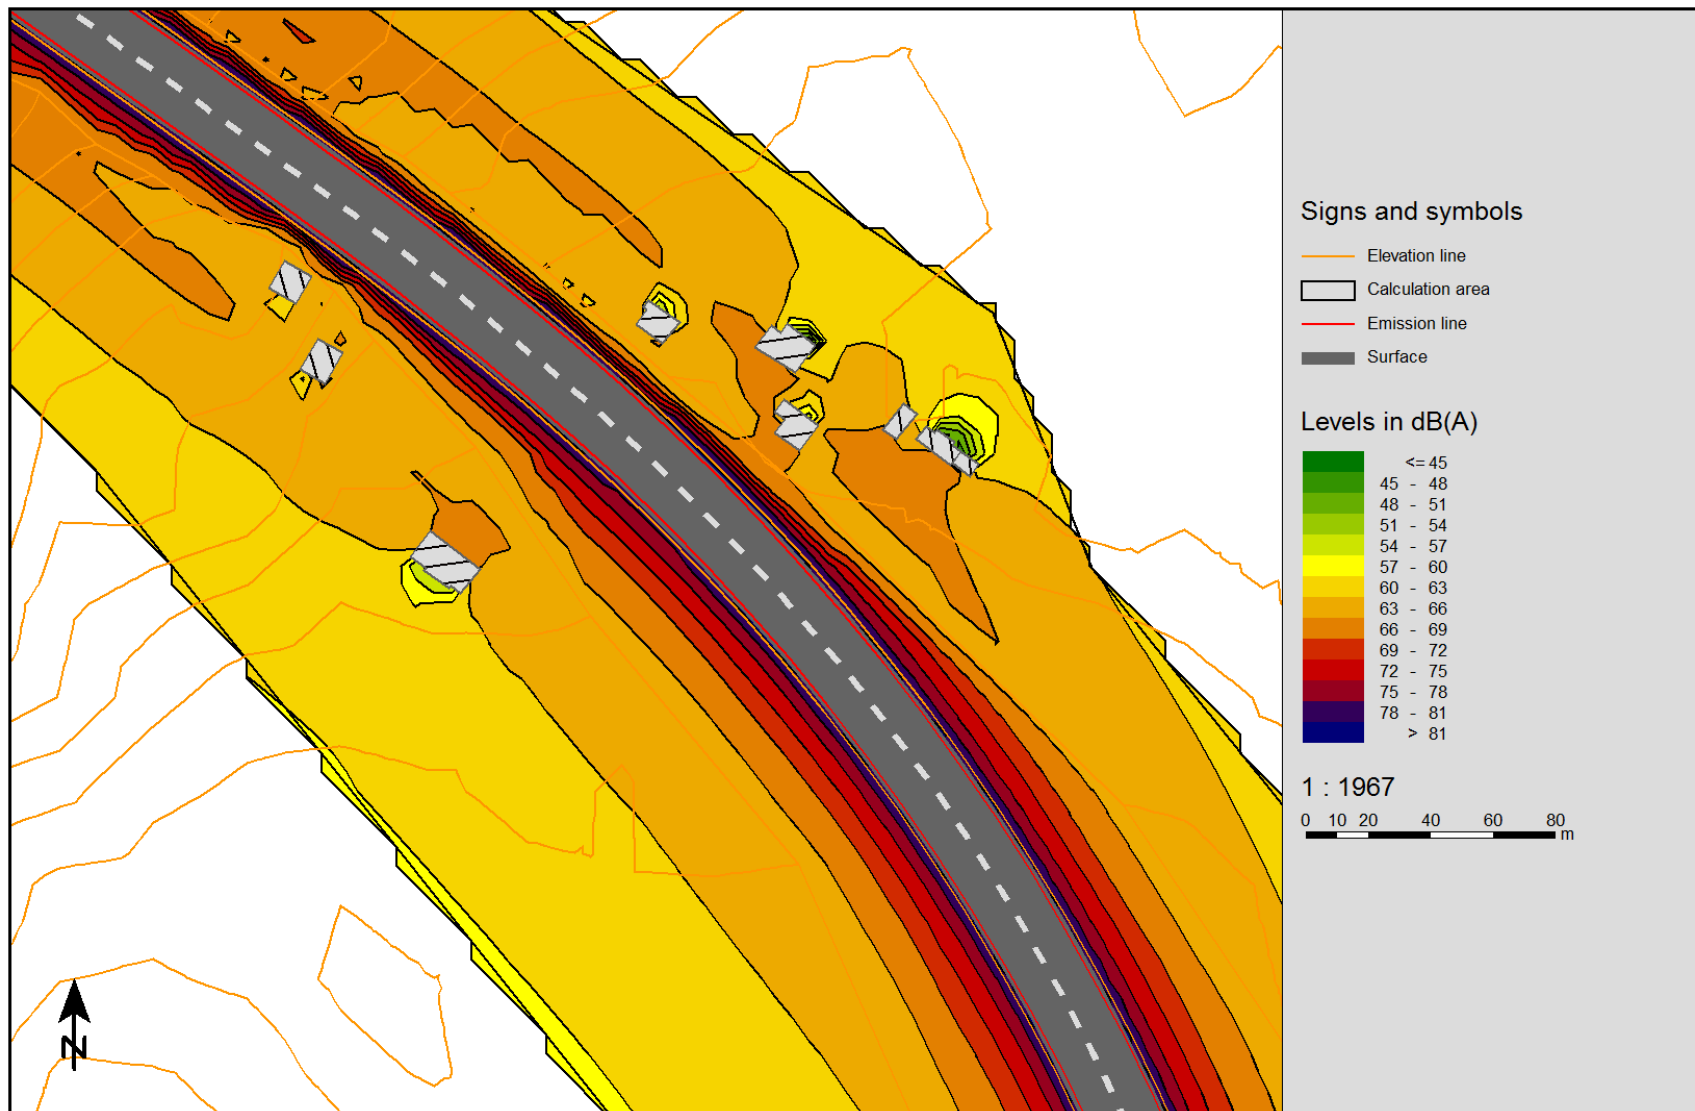 Signs and symbols
Elevation line
Calculation area
Emission line
Surface
Levels in dB(A)
<= 45
45 - 48
48 - 51
51 - 54
54 - 57
57 - 60
60 - 63
63 - 66
66 - 69
69 - 72
72 - 75
75 - 78
78 - 81
> 81
1 : 1967
0 10 20 40 60 80
m
N